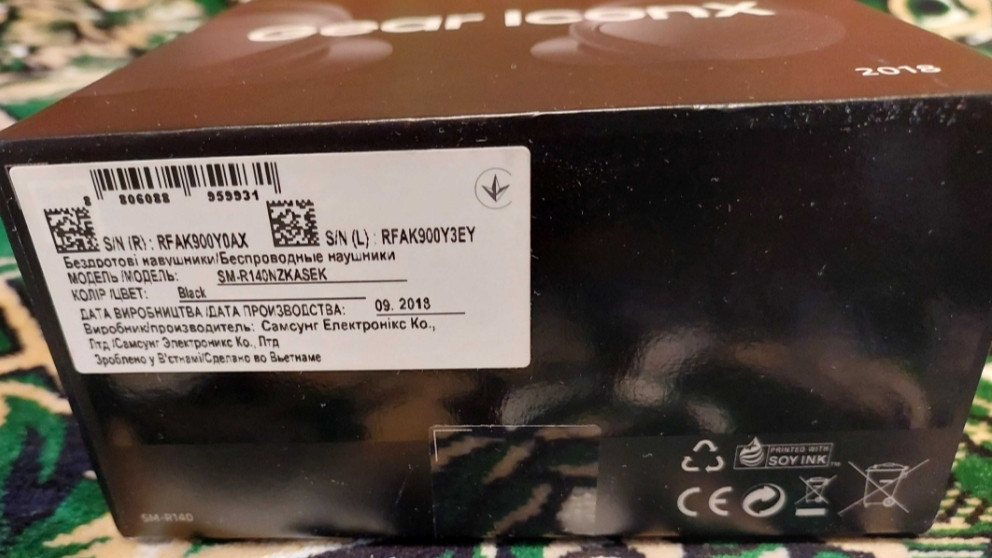 Gear IconX
2018
8 806088 959931
S/N (R) : RFAK900Y0AX S/N (L) : RFAK900Y3EY
Бездротові навушники/Беспроводные наушники
МОДЕЛЬ /МОДЕЛЬ: SM-R140NZKASEK
КОЛІР /ЦВЕТ: Black
ДАТА ВИРОБНИЦТВА /ДАТА ПРОИЗВОДСТВА: 09. 2018
Виробник/производитель: Самсунг Електронікс Ко.,
Лтд /Самсунг Электроникс Ко., Лтд
Зроблено у В'єтнамі/Сделано во Вьетнаме
PRINTED WITH
SOY INK™
CE
SM-R140